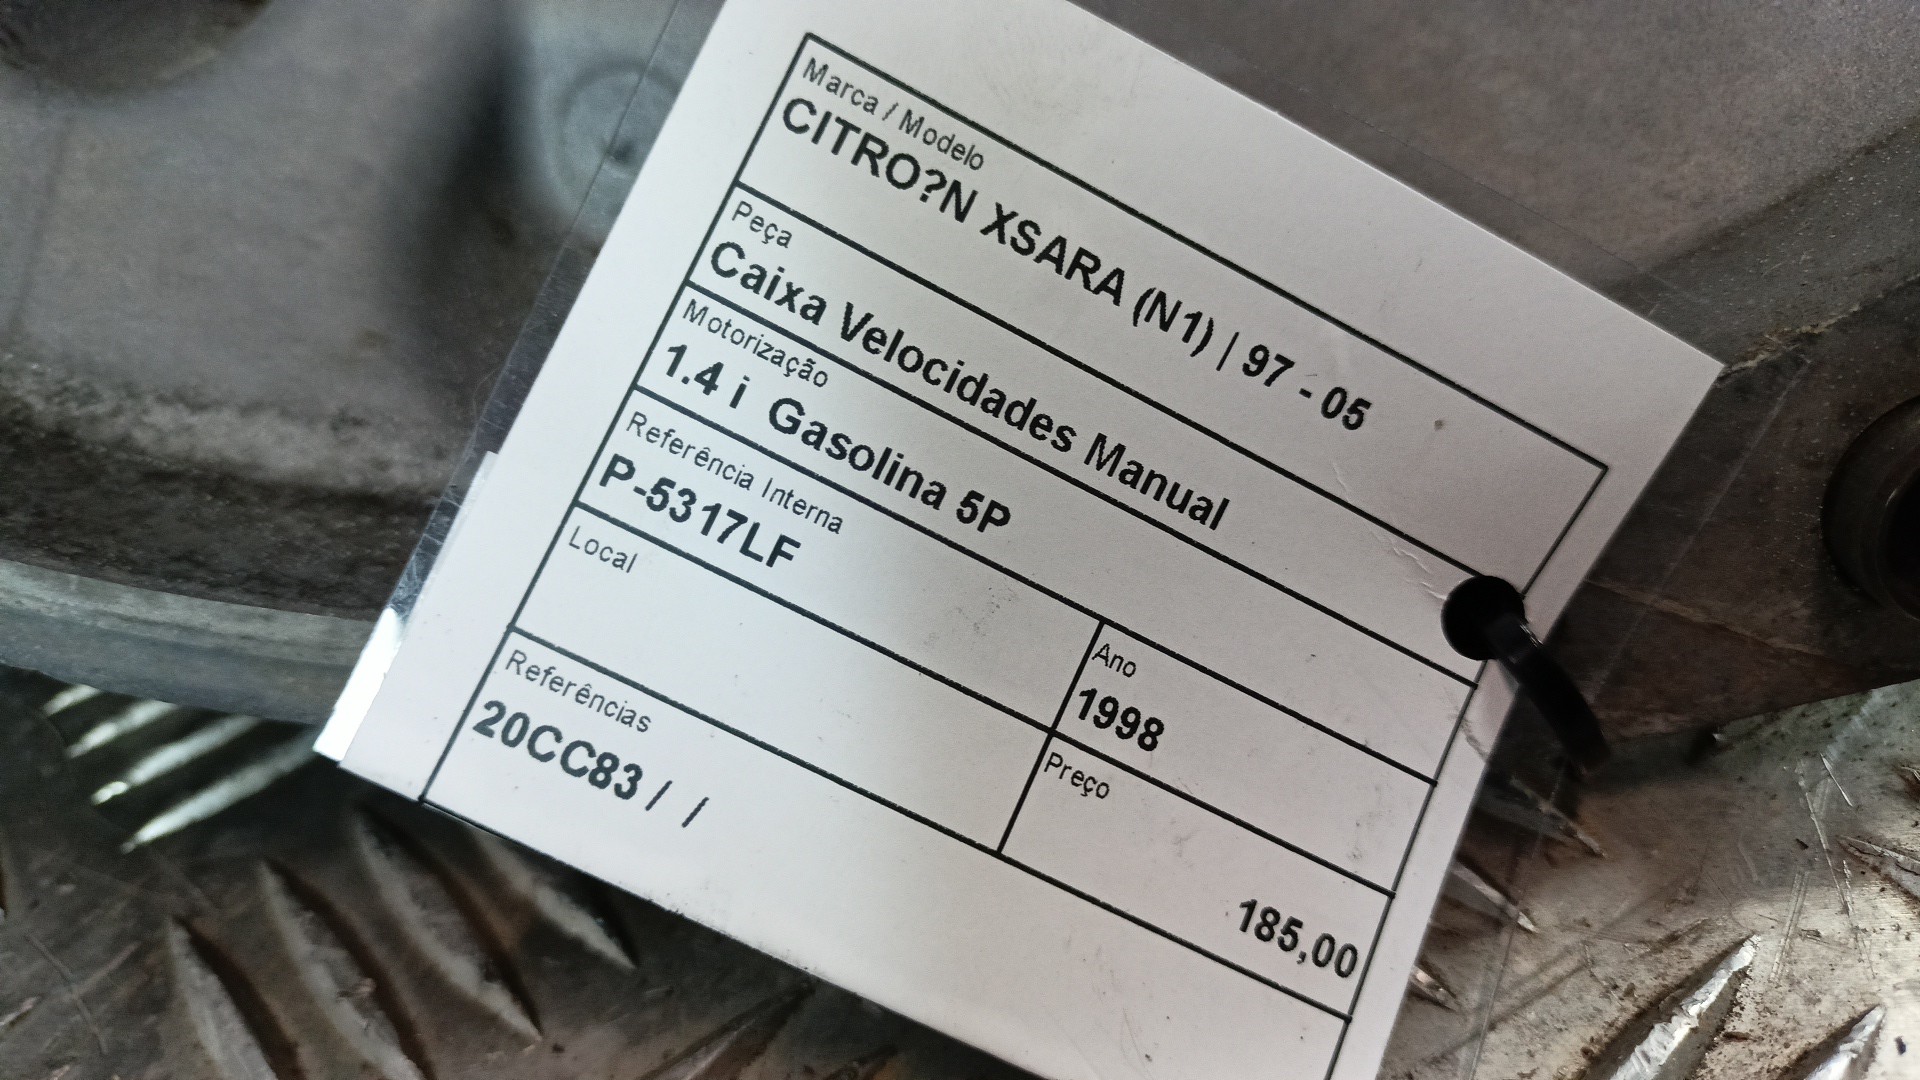 Marca / Modelo
CITRO?N XSARA (N1) | 97 - 05
Peça
Caixa Velocidades Manual
Motorização
1.4 i  Gasolina 5P
Referência Interna
P-5317LF
Ano
1998
Local
Preço
185,00
Referências
20CC83 /  /